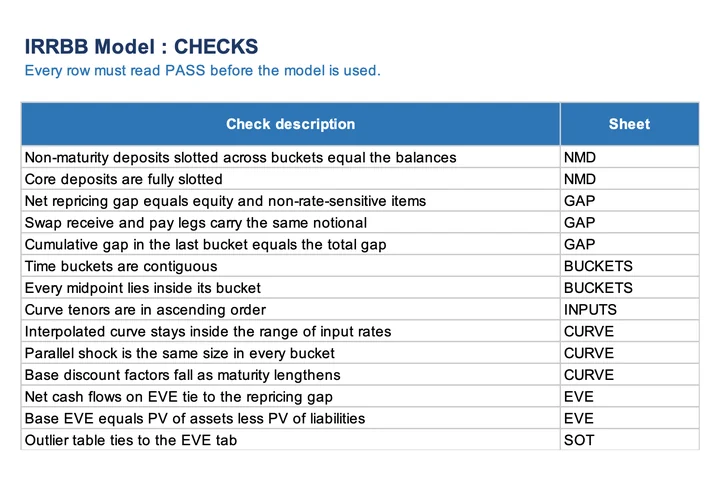 IRRBB Model : CHECKS
Every row must read PASS before the model is used.
Check description Sheet
Non-maturity deposits slotted across buckets equal the balances NMD
Core deposits are fully slotted NMD
Net repricing gap equals equity and non-rate-sensitive items GAP
Swap receive and pay legs carry the same notional GAP
Cumulative gap in the last bucket equals the total gap GAP
Time buckets are contiguous BUCKETS
Every midpoint lies inside its bucket BUCKETS
Curve tenors are in ascending order INPUTS
Interpolated curve stays inside the range of input rates CURVE
Parallel shock is the same size in every bucket CURVE
Base discount factors fall as maturity lengthens CURVE
Net cash flows on EVE tie to the repricing gap EVE
Base EVE equals PV of assets less PV of liabilities EVE
Outlier table ties to the EVE tab SOT